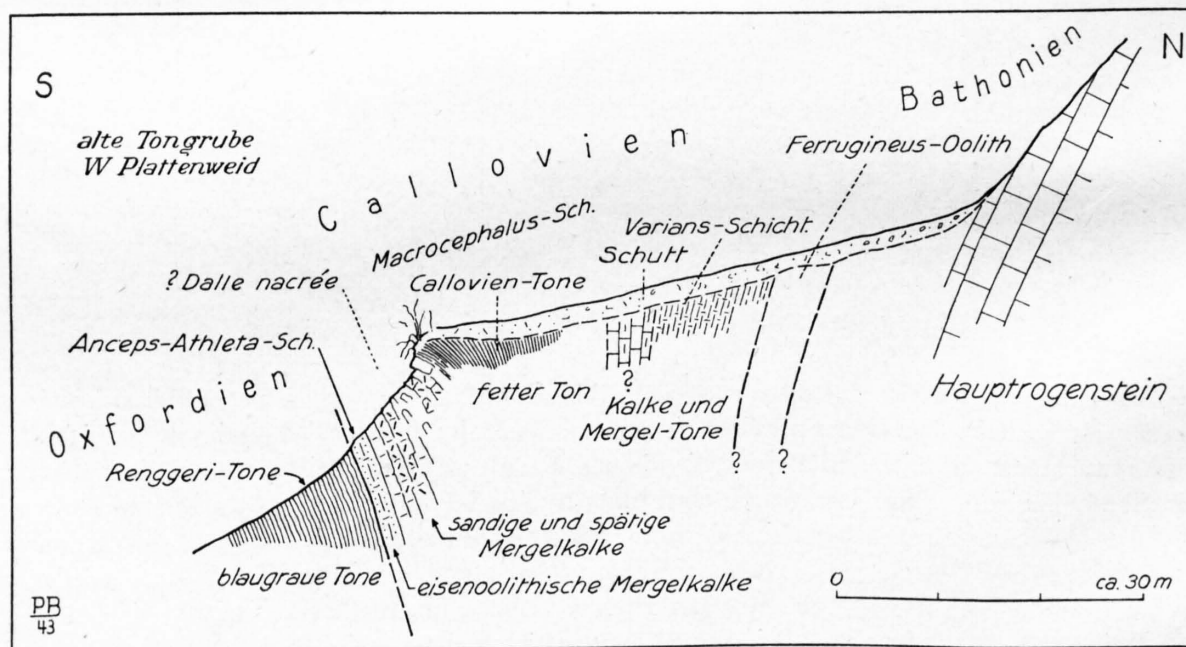 S
N
Bathonien
alte Tongrube
W Plattenweid
Callovien
Ferrugineus-Oolith
Macrocephalus-Sch.
Varians-Schicht.
Schutt
? Dalle nacrée
Callovien-Tone
Anceps-Athleta-Sch.
Oxfordien
fetter Ton
?
Kalke und
Mergel-Tone
?
?
Hauptrogenstein
Renggeri-Tone
sandige und spätige
Mergelkalke
blaugraue Tone
eisenoolithische Mergelkalke
0
ca. 30 m
PB
43